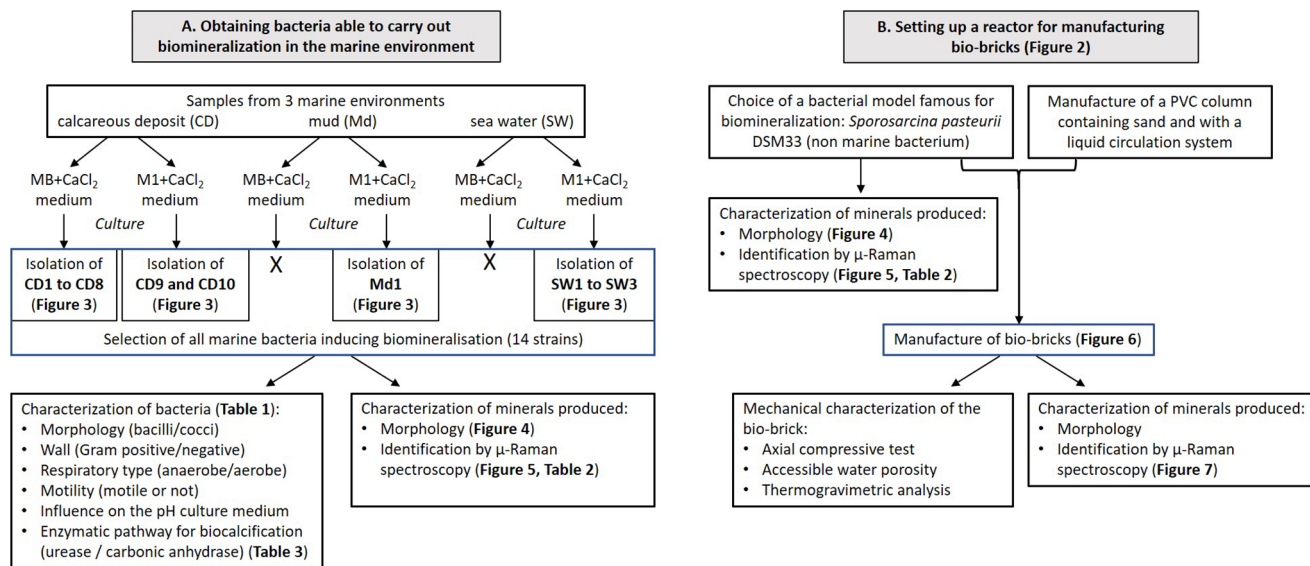 A. Obtaining bacteria able to carry out
biomineralization in the marine environment
Samples from 3 marine environments
calcareous deposit (CD) mud (Md) sea water (SW)
MB+CaCl₂ M1+CaCl₂ MB+CaCl₂ M1+CaCl₂ MB+CaCl₂ M1+CaCl₂
medium medium medium medium medium medium
Culture Culture Culture
Isolation of Isolation of X Isolation of X Isolation of
CD1 to CD8 CD9 and CD10 Md1 SW1 to SW3
(Figure 3) (Figure 3) (Figure 3) (Figure 3)
Selection of all marine bacteria inducing biomineralisation (14 strains)
Characterization of bacteria (Table 1):
• Morphology (bacilli/cocci)
• Wall (Gram positive/negative)
• Respiratory type (anaerobe/aerobe)
• Motility (motile or not)
• Influence on the pH culture medium
• Enzymatic pathway for biocalcification
(urease / carbonic anhydrase) (Table 3)
Characterization of minerals produced:
• Morphology (Figure 4)
• Identification by µ-Raman
spectroscopy (Figure 5, Table 2)
B. Setting up a reactor for manufacturing
bio-bricks (Figure 2)
Choice of a bacterial model famous for
biomineralization: Sporosarcina pasteurii
DSM33 (non marine bacterium)
Manufacture of a PVC column
containing sand and with a
liquid circulation system
Characterization of minerals produced:
• Morphology (Figure 4)
• Identification by µ-Raman
spectroscopy (Figure 5, Table 2)
Manufacture of bio-bricks (Figure 6)
Mechanical characterization of the
bio-brick:
• Axial compressive test
• Accessible water porosity
• Thermogravimetric analysis
Characterization of minerals produced:
• Morphology
• Identification by µ-Raman
spectroscopy (Figure 7)